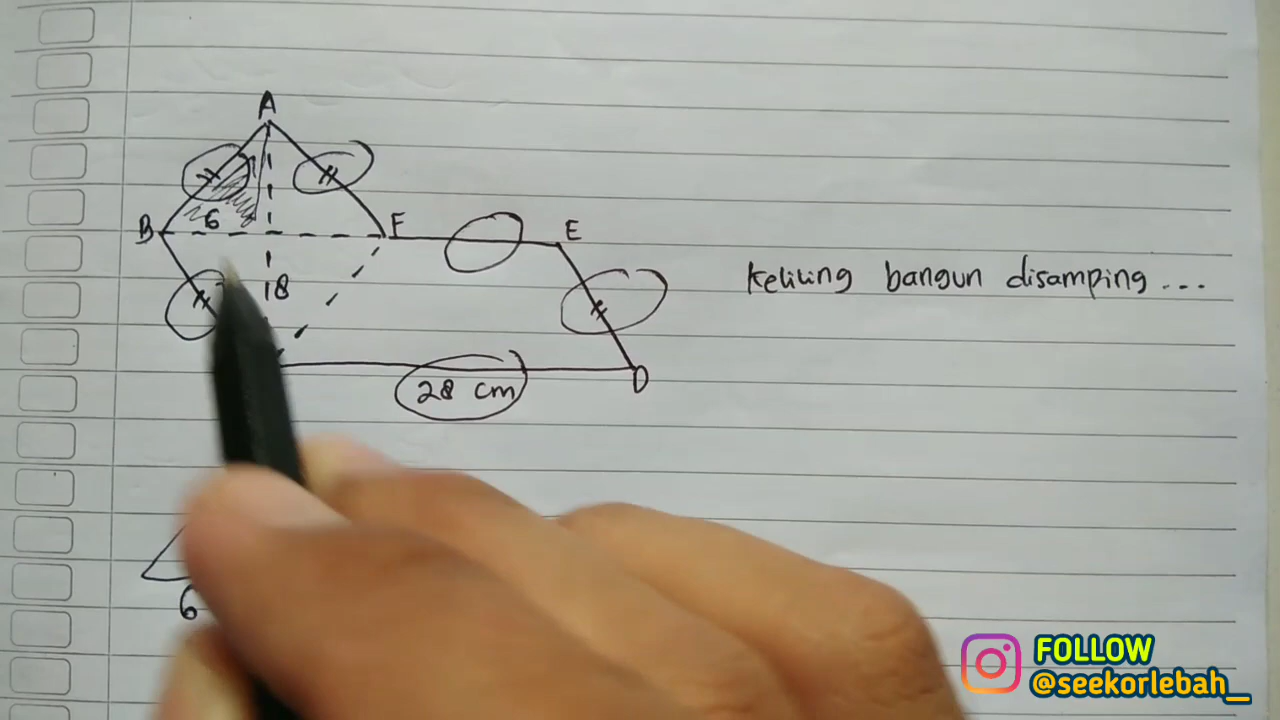 A
B
6
F
E
18
Keliling bangun disamping...
28 cm
D
6
FOLLOW
@seekorlebah_